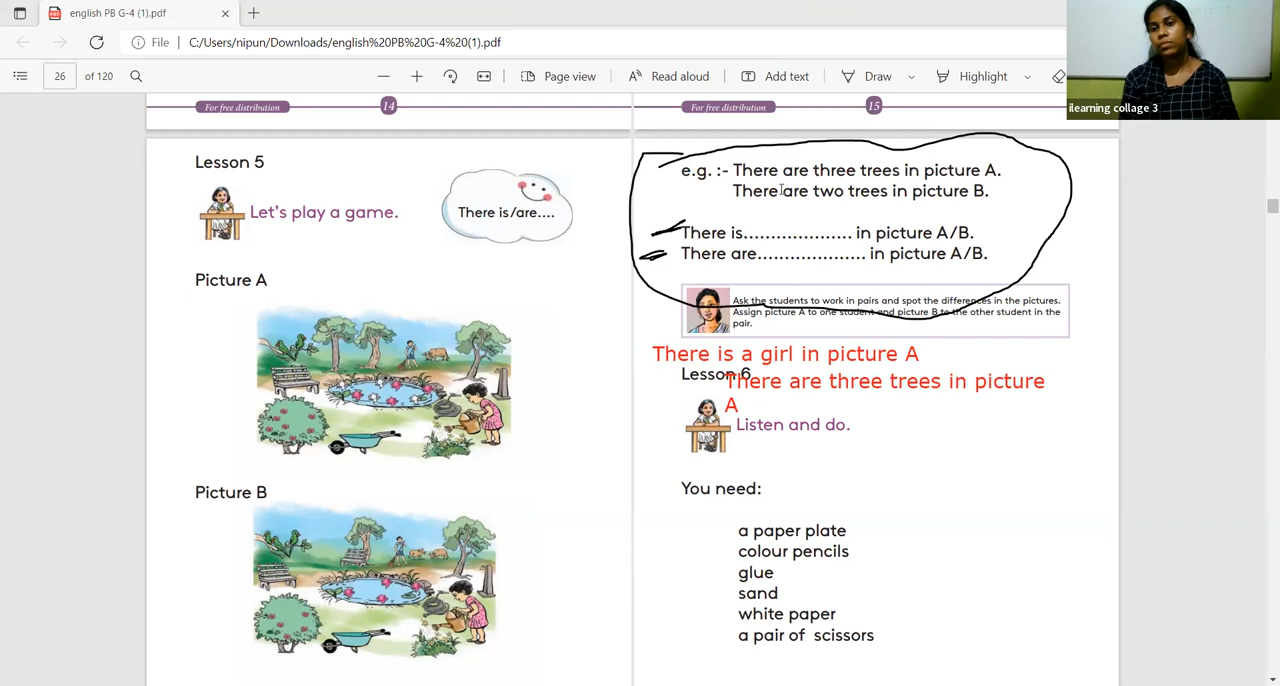 english PB G-4 (1).pdf
File
C:/Users/nipun/Downloads/english%20PB%20G-4%20(1).pdf
26 of 120
Page view
Read aloud
Add text
Draw
Highlight
ilearning collage 3
For free distribution 14
For free distribution 15
Lesson 5
Let's play a game.
There is/are....
Picture A
Picture B
e.g. :- There are three trees in picture A.
There are two trees in picture B.
There is.................... in picture A/B.
There are.................... in picture A/B.
Ask the students to work in pairs and spot the differences in the pictures.
Assign picture A to one student and picture B to the other student in the
pair.
There is a girl in picture A
Lesson 6
There are three trees in picture
A
Listen and do.
You need:
a paper plate
colour pencils
glue
sand
white paper
a pair of scissors